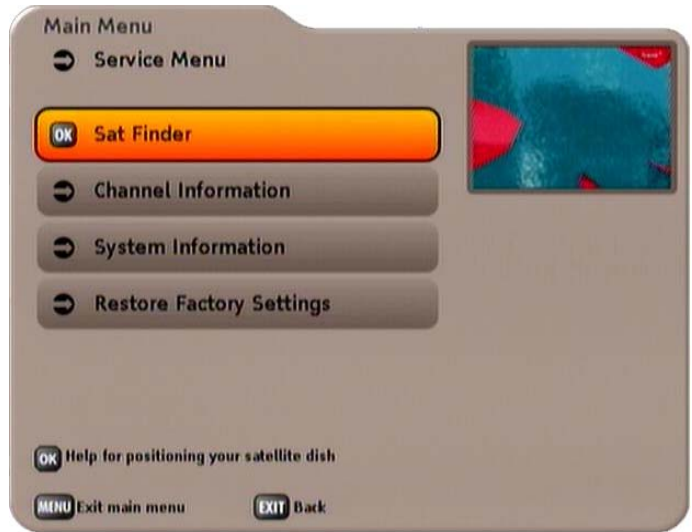 Main Menu
Service Menu
OK Sat Finder
Channel Information
System Information
Restore Factory Settings
OK Help for positioning your satellite dish
MENU Exit main menu EXIT Back